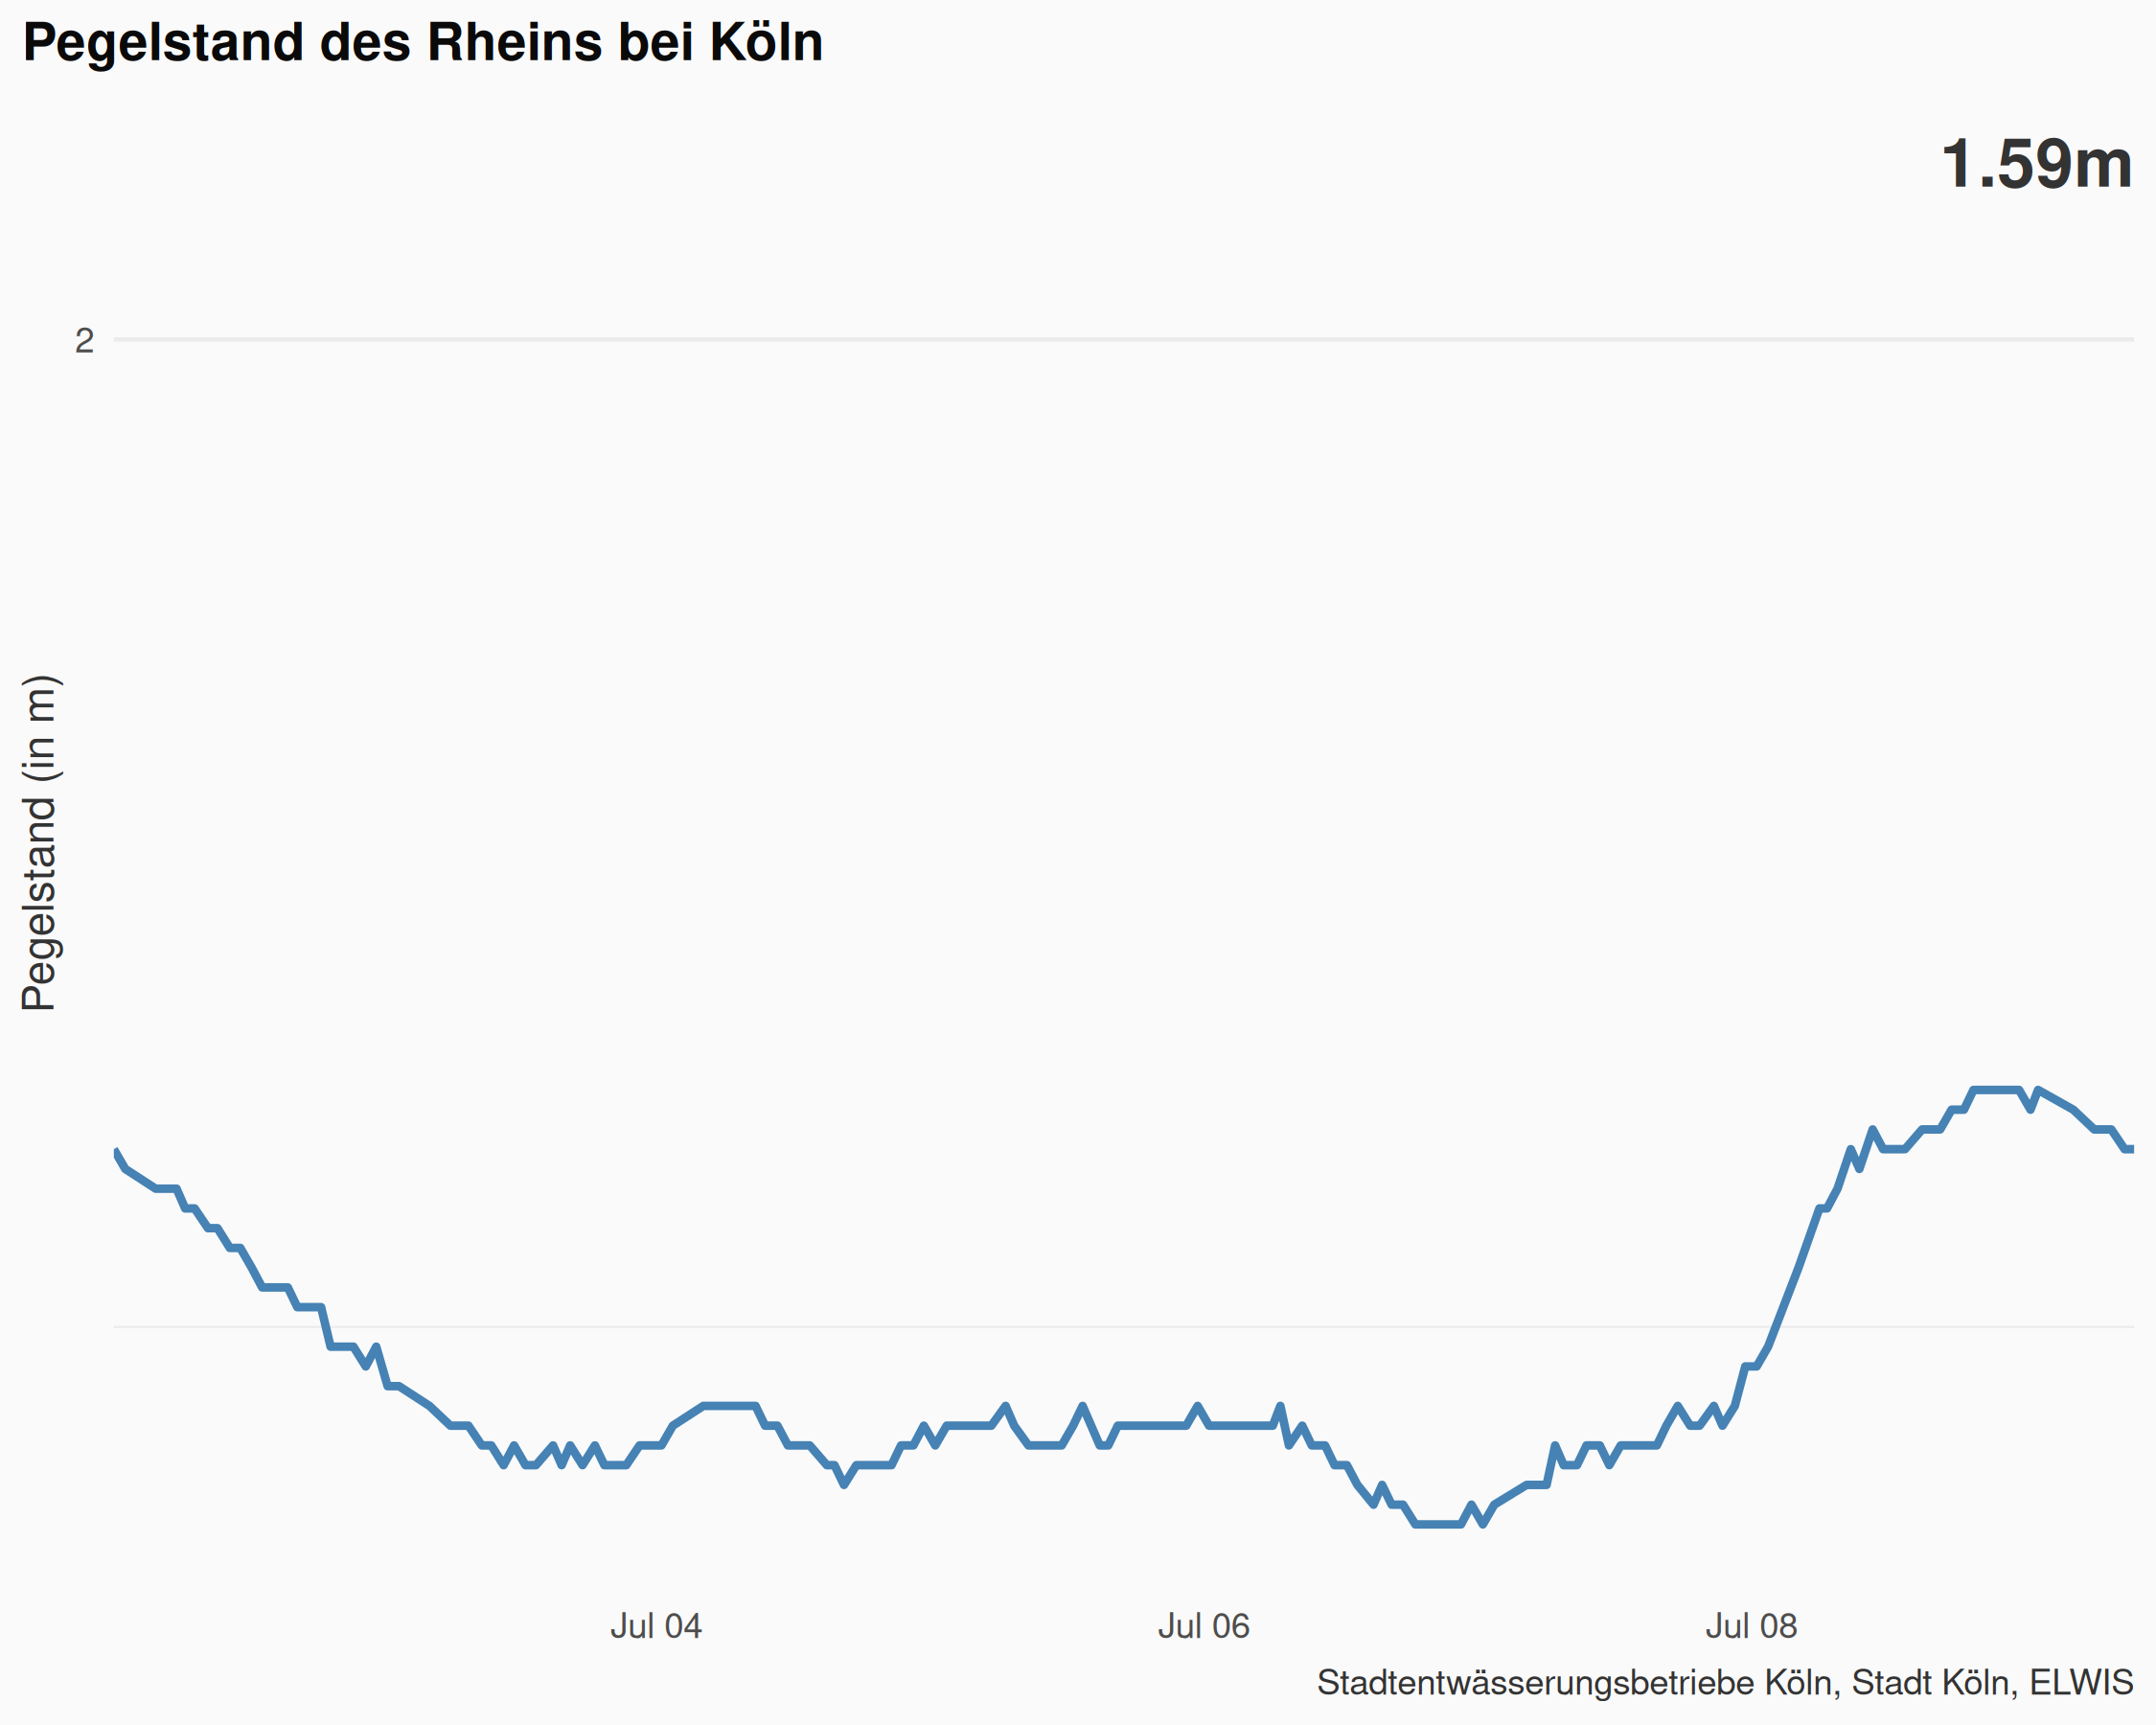 Pegelstand des Rheins bei Köln
1.59m
2
Pegelstand (in m)
Jul 04
Jul 06
Jul 08
Stadtentwässerungsbetriebe Köln, Stadt Köln, ELWIS